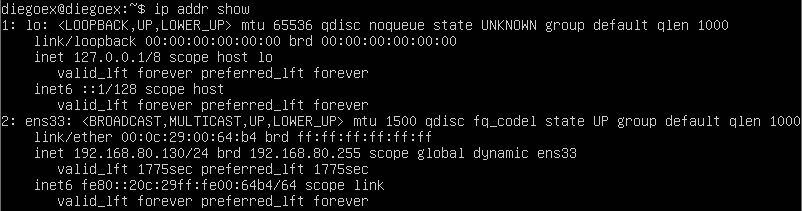 diegoex@diegoex:~$ ip addr show
1: lo: <LOOPBACK,UP,LOWER_UP> mtu 65536 qdisc noqueue state UNKNOWN group default qlen 1000
    link/loopback 00:00:00:00:00:00 brd 00:00:00:00:00:00
    inet 127.0.0.1/8 scope host lo
       valid_lft forever preferred_lft forever
    inet6 ::1/128 scope host
       valid_lft forever preferred_lft forever
2: ens33: <BROADCAST,MULTICAST,UP,LOWER_UP> mtu 1500 qdisc fq_codel state UP group default qlen 1000
    link/ether 00:0c:29:00:64:b4 brd ff:ff:ff:ff:ff:ff
    inet 192.168.80.130/24 brd 192.168.80.255 scope global dynamic ens33
       valid_lft 1775sec preferred_lft 1775sec
    inet6 fe80::20c:29ff:fe00:64b4/64 scope link
       valid_lft forever preferred_lft forever